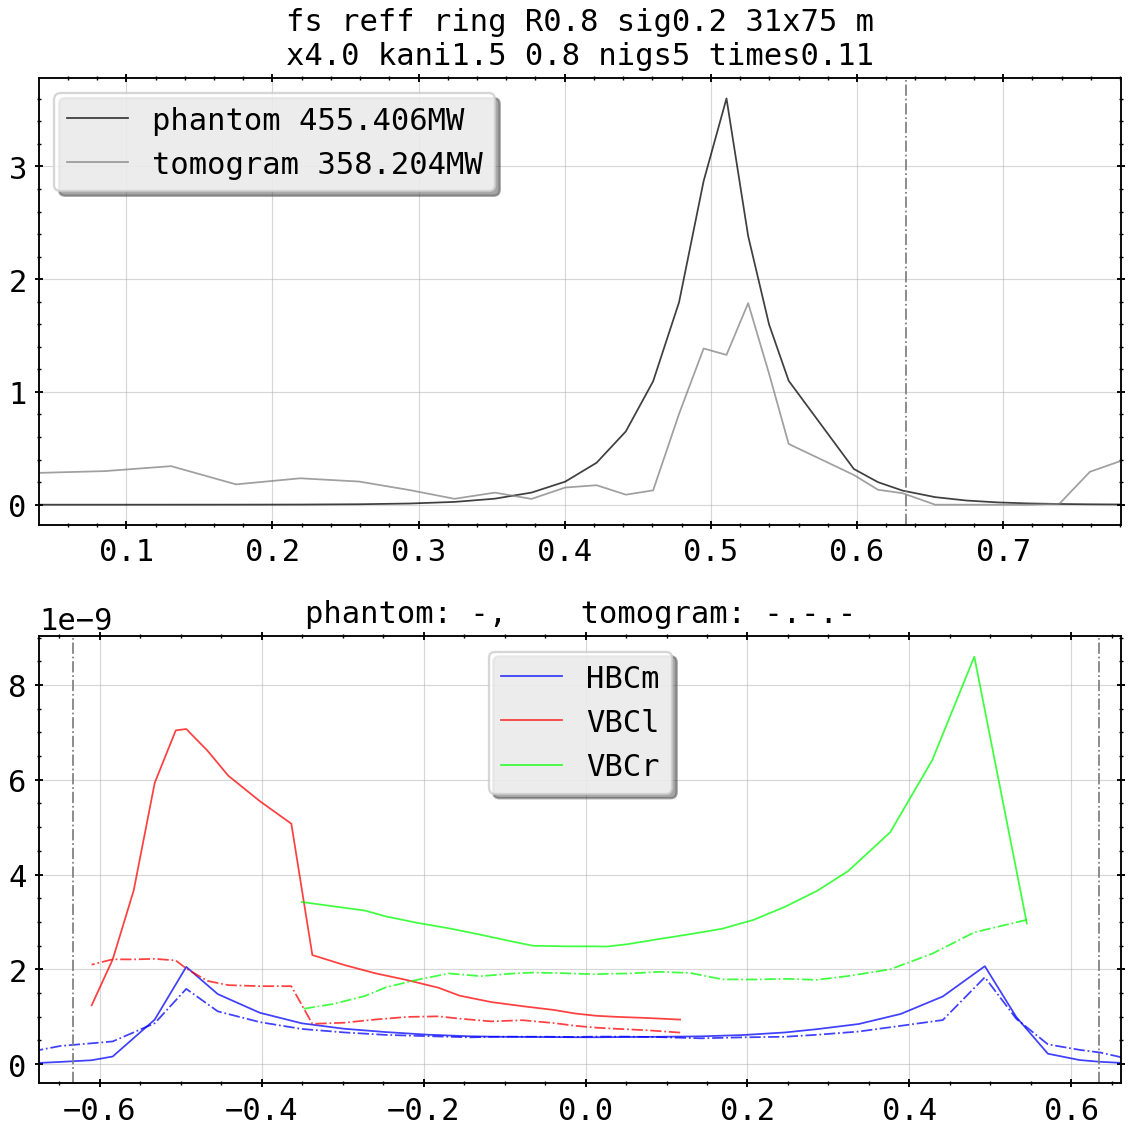 fs reff ring R0.8 sig0.2 31x75 m
x4.0 kani1.5 0.8 nigs5 times0.11
phantom 455.406MW
tomogram 358.204MW
3
2
1
0
0.1 0.2 0.3 0.4 0.5 0.6 0.7
1e−9
phantom: -, tomogram: -.-.-
HBCm
VBCl
VBCr
8
6
4
2
0
−0.6 −0.4 −0.2 0.0 0.2 0.4 0.6